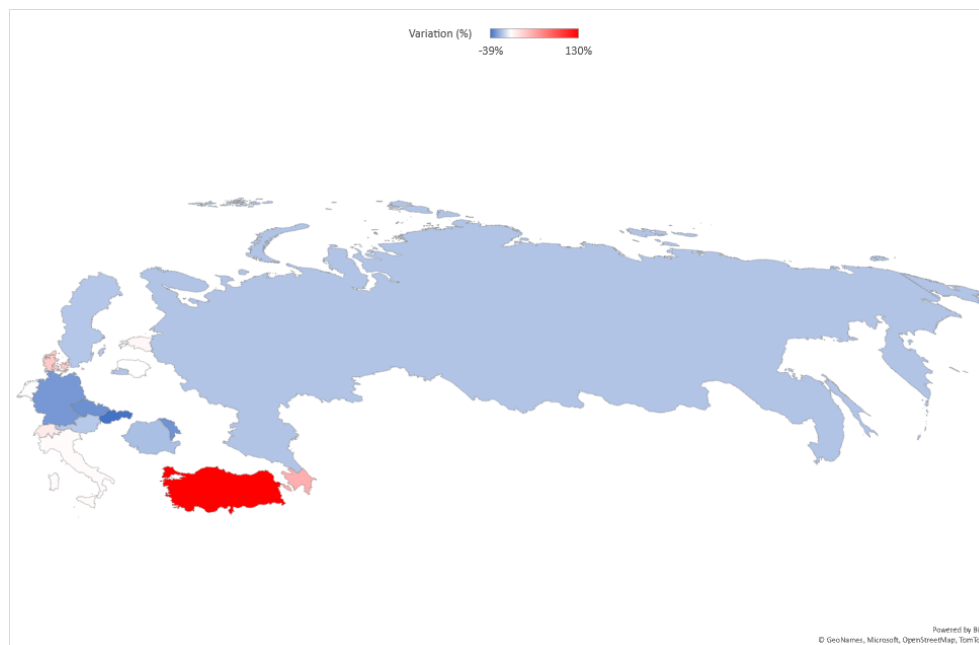 Variation (%)
-39% 130%
Powered by Bi
© GeoNames, Microsoft, OpenStreetMap, TomTo